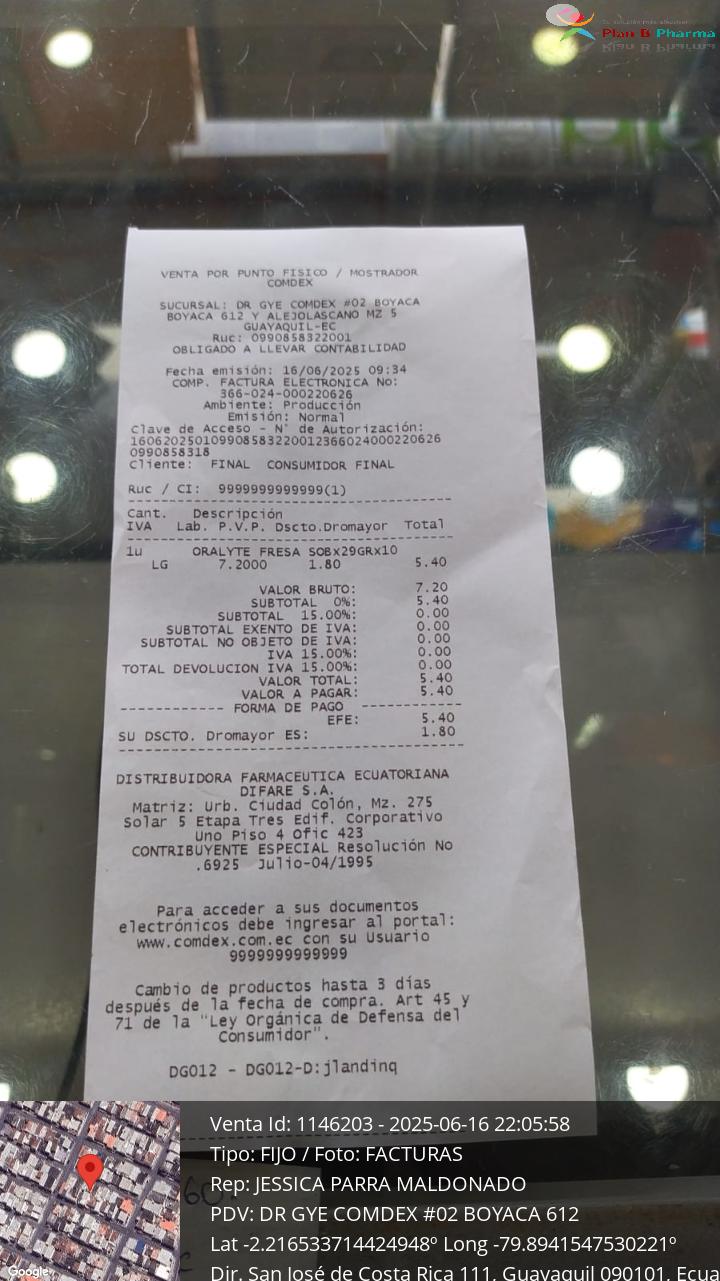 Plan B Pharma
VENTA POR PUNTO FISICO / MOSTRADOR
COMDEX
SUCURSAL: DR GYE COMDEX #02 BOYACA
BOYACA 612 Y ALEJOLASCANO MZ 5
GUAYAQUIL-EC
Ruc: 0990858322001
OBLIGADO A LLEVAR CONTABILIDAD
Fecha emisión: 16/06/2025 09:34
COMP. FACTURA ELECTRONICA No:
366-024-000220626
Ambiente: Producción
Emisión: Normal
Clave de Acceso - N° de Autorización:
160620250109908583220012366024000220626
0990858318
Cliente: FINAL CONSUMIDOR FINAL
Ruc / CI: 9999999999999(1)
Cant. Descripción
IVA Lab. P.V.P. Dscto.Dromayor Total
1u ORALYTE FRESA SOBx29GRx10
LG 7.2000 1.80 5.40
VALOR BRUTO: 7.20
SUBTOTAL 0%: 5.40
SUBTOTAL 15.00%: 0.00
SUBTOTAL EXENTO DE IVA: 0.00
SUBTOTAL NO OBJETO DE IVA: 0.00
IVA 15.00%: 0.00
TOTAL DEVOLUCION IVA 15.00%: 0.00
VALOR TOTAL: 5.40
VALOR A PAGAR: 5.40
------------ FORMA DE PAGO ------------
EFE: 5.40
SU DSCTO. Dromayor ES: 1.80
DISTRIBUIDORA FARMACEUTICA ECUATORIANA
DIFARE S.A.
Matriz: Urb. Ciudad Colón, Mz. 275
Solar 5 Etapa Tres Edif. Corporativo
Uno Piso 4 Ofic 423
CONTRIBUYENTE ESPECIAL Resolución No
.6925 Julio-04/1995
Para acceder a sus documentos
electrónicos debe ingresar al portal:
www.comdex.com.ec con su Usuario
9999999999999
Cambio de productos hasta 3 días
después de la fecha de compra. Art 45 y
71 de la "Ley Orgánica de Defensa del
Consumidor".
DG012 - DG012-D:jlandinq
Venta Id: 1146203 - 2025-06-16 22:05:58
Tipo: FIJO / Foto: FACTURAS
Rep: JESSICA PARRA MALDONADO
PDV: DR GYE COMDEX #02 BOYACA 612
Lat -2.216533714424948º Long -79.8941547530221º
Dir. San José de Costa Rica 111, Guayaquil 090101, Ecua
Google